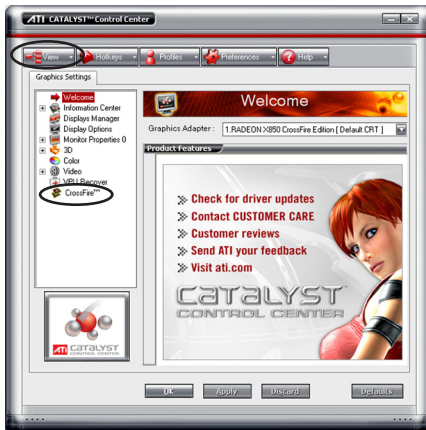 ATI CATALYST™ Control Center
View Hotkeys Profiles Preferences Help
Graphics Settings
Welcome
Information Center
Displays Manager
Display Options
Monitor Properties 0
3D
Color
Video
VPU Recover
CrossFire™
Welcome
Graphics Adapter : 1.RADEON X850 CrossFire Edition [ Default CRT ]
Product Features
Check for driver updates
Contact CUSTOMER CARE
Customer reviews
Send ATI your feedback
Visit ati.com
CATALYST
CONTROL CENTER
ATI CATALYST
CONTROL CENTER
OK Apply Discard Defaults